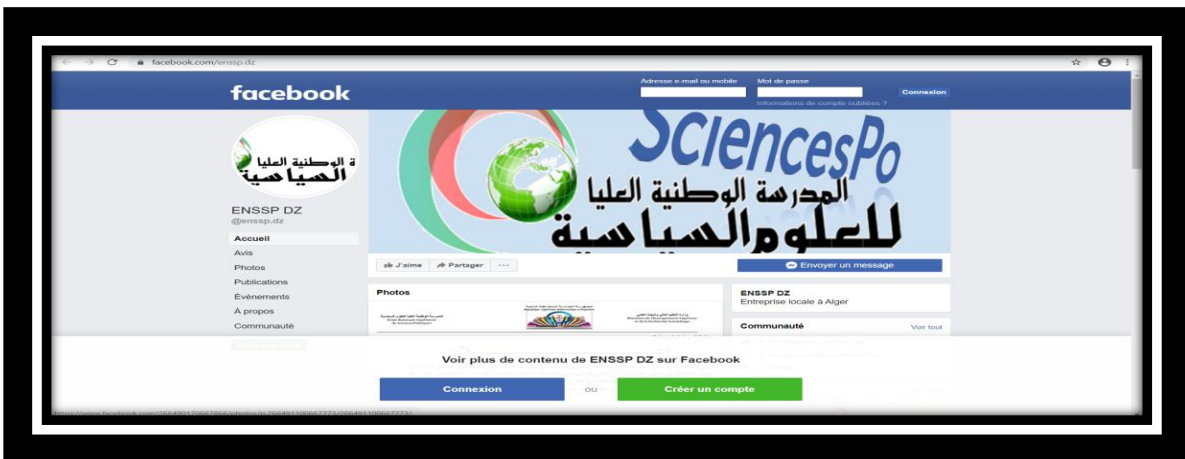 facebook.com/enssp.dz
facebook
Adresse e-mail ou mobile
Mot de passe
Connexion
Informations de compte oubliées ?
ة الوطنية العليا
السياسية
SciencesPo
المدرسة الوطنية العليا
للعلوم السياسية
ENSSP DZ
@enssp.dz
Accueil
Avis
Photos
Publications
Événements
À propos
Communauté
J'aime
Partager
Envoyer un message
Photos
ENSSP DZ
Entreprise locale à Alger
Communauté
Voir tout
Voir plus de contenu de ENSSP DZ sur Facebook
Connexion
ou
Créer un compte